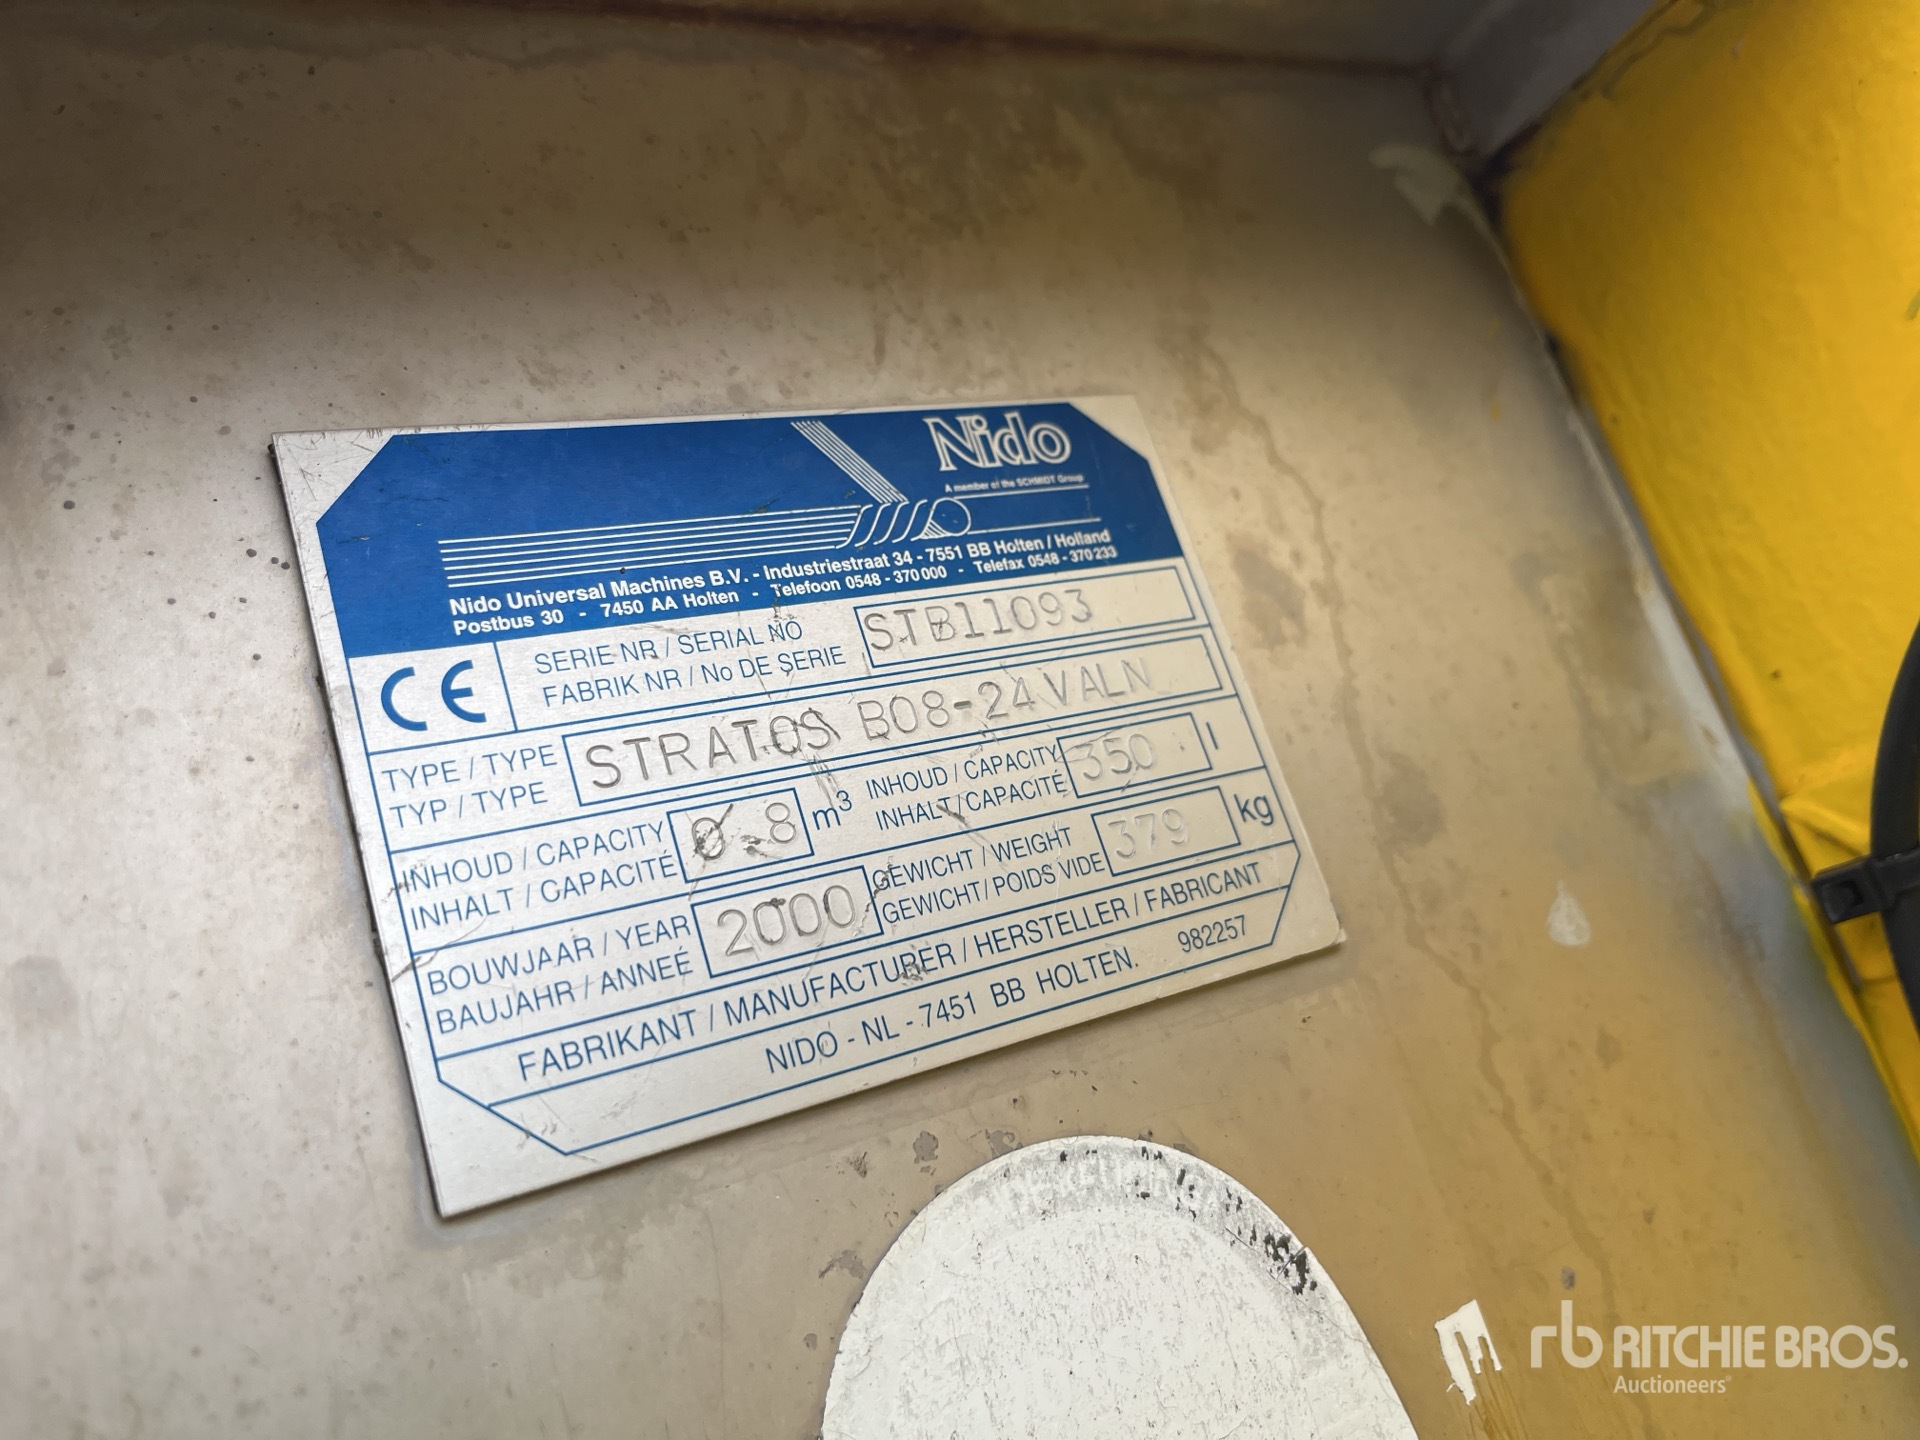 Nido
A member of the SCHMIDT Group
Nido Universal Machines B.V. - Industriestraat 34 - 7551 BB Holten / Holland
Postbus 30 - 7450 AA Holten - Telefoon 0548 - 370 000 - Telefax 0548 - 370 233
CE
SERIE NR / SERIAL NO
FABRIK NR / No DE SERIE
STB11093
TYPE / TYPE
TYP / TYPE
STRATOS B08-24 VALN
INHOUD / CAPACITY
INHALT / CAPACITÉ
0.8 m³
INHOUD / CAPACITY
INHALT / CAPACITÉ
350 l
BOUWJAAR / YEAR
BAUJAHR / ANNEÉ
2000
GEWICHT / WEIGHT
GEWICHT / POIDS VIDE
379 kg
FABRIKANT / MANUFACTURER / HERSTELLER / FABRICANT
NIDO - NL - 7451 BB HOLTEN. 982257
rb RITCHIE BROS.
Auctioneers